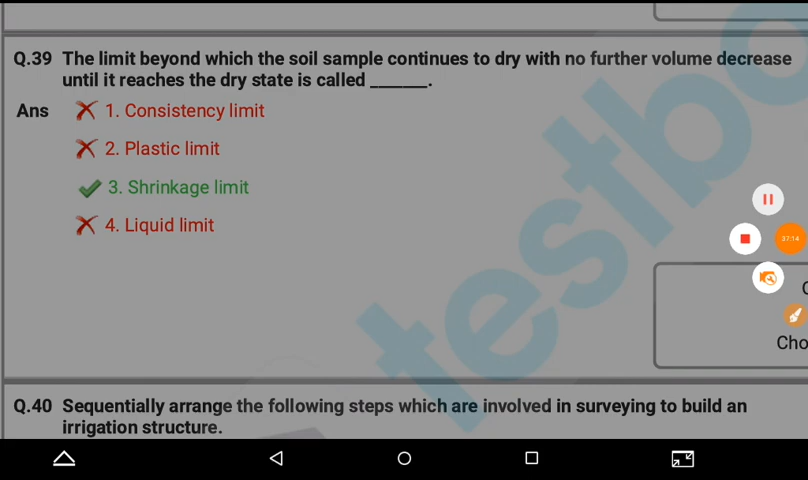 Q.39 The limit beyond which the soil sample continues to dry with no further volume decrease
until it reaches the dry state is called ______.
Ans 1. Consistency limit
2. Plastic limit
3. Shrinkage limit
4. Liquid limit
testbo
37:14
C
Cho
Q.40 Sequentially arrange the following steps which are involved in surveying to build an
irrigation structure.